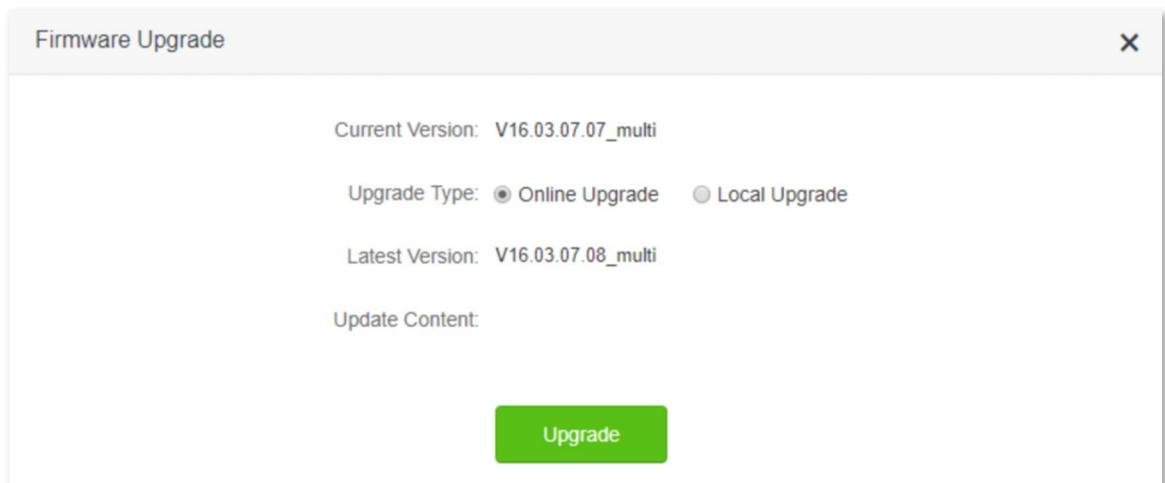 Firmware Upgrade
Current Version: V16.03.07.07_multi
Upgrade Type: Online Upgrade Local Upgrade
Latest Version: V16.03.07.08_multi
Update Content:
Upgrade